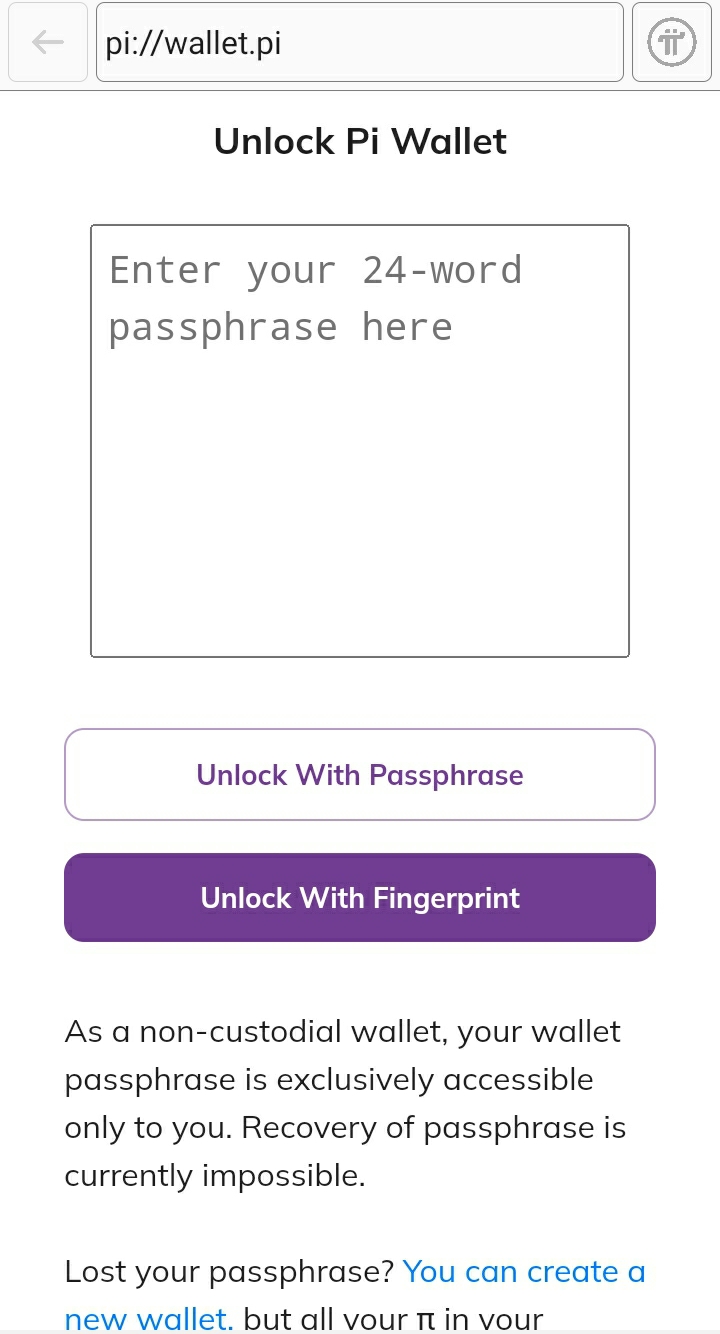 pi://wallet.pi
Unlock Pi Wallet
Enter your 24-word
passphrase here
Unlock With Passphrase
Unlock With Fingerprint
As a non-custodial wallet, your wallet
passphrase is exclusively accessible
only to you. Recovery of passphrase is
currently impossible.
Lost your passphrase? You can create a
new wallet. but all your π in your